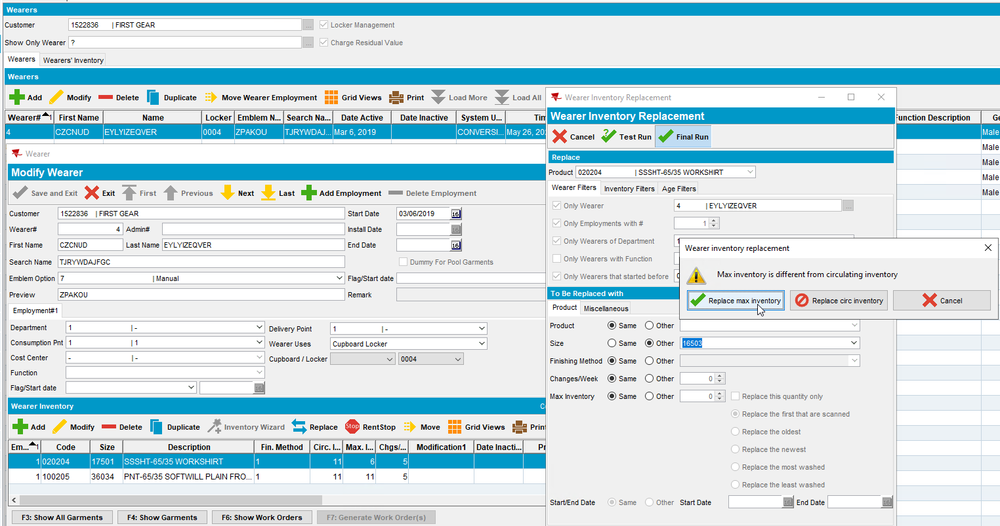 Wearers
Customer 1522836 | FIRST GEAR ... Locker Management
Show Only Wearer ? ... Charge Residual Value
Wearers Wearers' Inventory
Wearers
Add Modify Delete Duplicate Move Wearer Employment Grid Views Print Load More Load All
Wearer# 1 First Name Name Locker Emblem N... Search Na... Date Active Date Inactive System U...
4 CZCNUD EYLYIZEQVER 0004 ZPAKOU TJRYWDAJ... Mar 6, 2019 CONVERSI...
Function Description
Male
Male
Male
Male
Male
Wearer
Modify Wearer
Save and Exit Exit First Previous Next Last Add Employment Delete Employment
Customer 1522836 | FIRST GEAR Start Date 03/06/2019 16
Wearer# 4 Admin# Install Date 16
First Name CZCNUD Last Name EYLYIZEQVER End Date 16
Search Name TJRYWDAJFGC Dummy For Pool Garments
Emblem Option 7 | Manual Flag/Start date
Preview ZPAKOU Remark
Employment#1
Department 1 | - Delivery Point 1 | -
Consumption Pnt 1 | 1 Wearer Uses Cupboard Locker
Cost Center - | - Cupboard / Locker 0004
Function
Flag/Start date 16
Wearer Inventory
Add Modify Delete Duplicate Inventory Wizard Replace Stop RentStop Move Grid Views Print
Em... 1 Code Size Description Fin. Method Circ. I... Max. I... Chgs/... Modification1 Date Inacti...
1 020204 17501 SSSHT-65/35 WORKSHIRT 1 11 6 5
1 100205 36034 PNT-65/35 SOFTWILL PLAIN FRO... 1 11 11 5
F3: Show All Garments F4: Show Garments F6: Show Work Orders F7: Generate Work Order(s)
Wearer Inventory Replacement
Wearer Inventory Replacement
Cancel Test Run Final Run
Replace
Product 020204 | SSSHT-65/35 WORKSHIRT
Wearer Filters Inventory Filters Age Filters
Only Wearer 4 | EYLYIZEQVER ...
Only Employments with # 1
Only Wearers of Department
Only Wearers with Function
Only Wearers that started before
To Be Replaced with
Product Miscellaneous
Product Same Other
Size Same Other 16503
Finishing Method Same Other
Changes/Week Same Other 0
Max Inventory Same Other 0 Replace this quantity only
Replace the first that are scanned
Replace the oldest
Replace the newest
Replace the most washed
Replace the least washed
Start/End Date Same Other Start Date 16 End Date 16
Wearer inventory replacement
Max inventory is different from circulating inventory
Replace max inventory Replace circ inventory Cancel